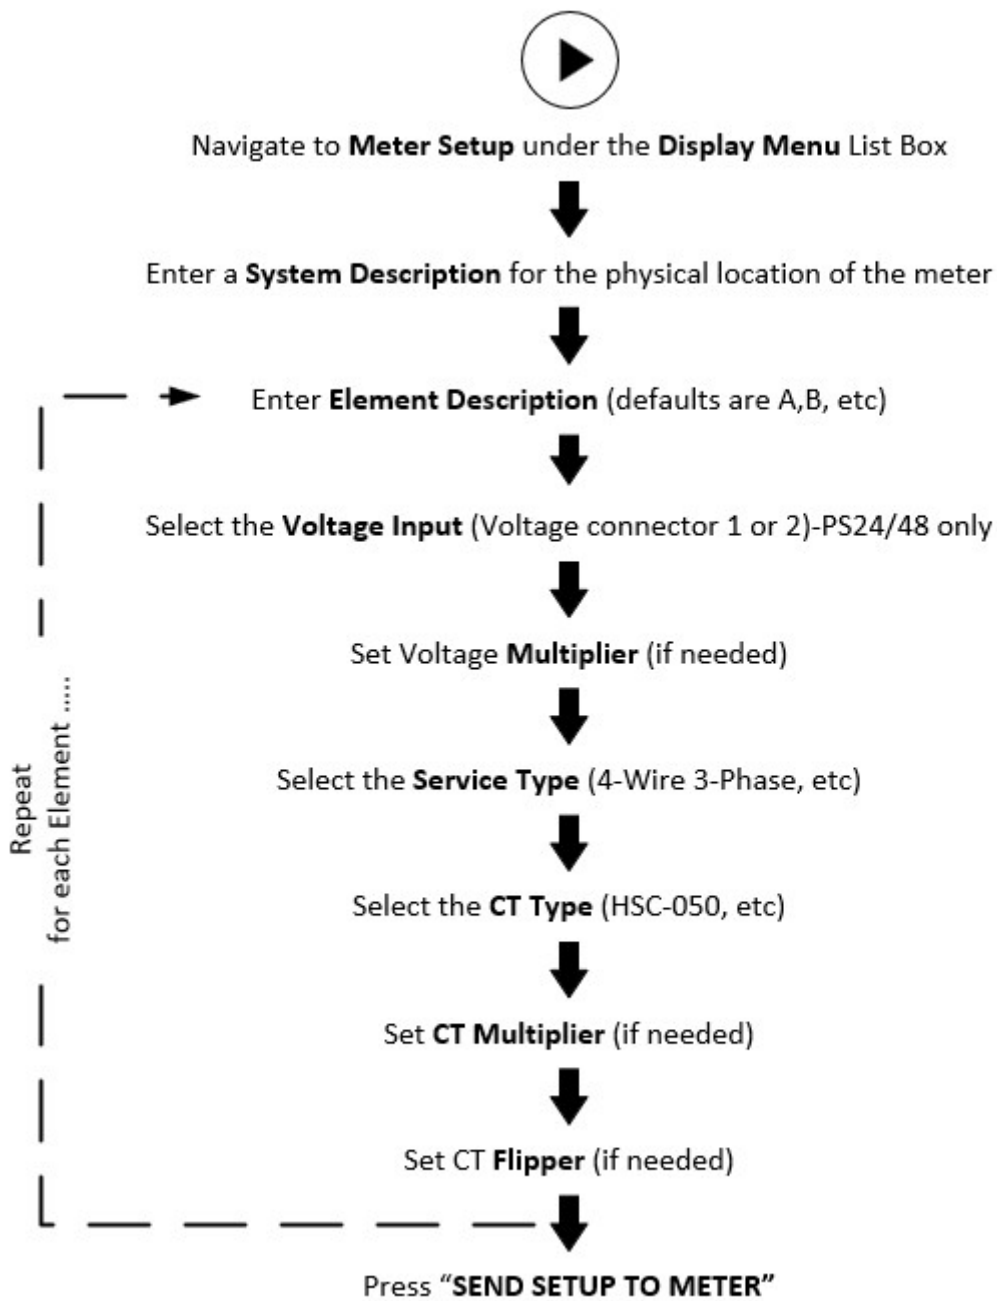 Navigate to Meter Setup under the Display Menu List Box
Enter a System Description for the physical location of the meter
Enter Element Description (defaults are A,B, etc)
Select the Voltage Input (Voltage connector 1 or 2)-PS24/48 only
Set Voltage Multiplier (if needed)
Select the Service Type (4-Wire 3-Phase, etc)
Select the CT Type (HSC-050, etc)
Set CT Multiplier (if needed)
Set CT Flipper (if needed)
Repeat
for each Element .....
Press “SEND SETUP TO METER”